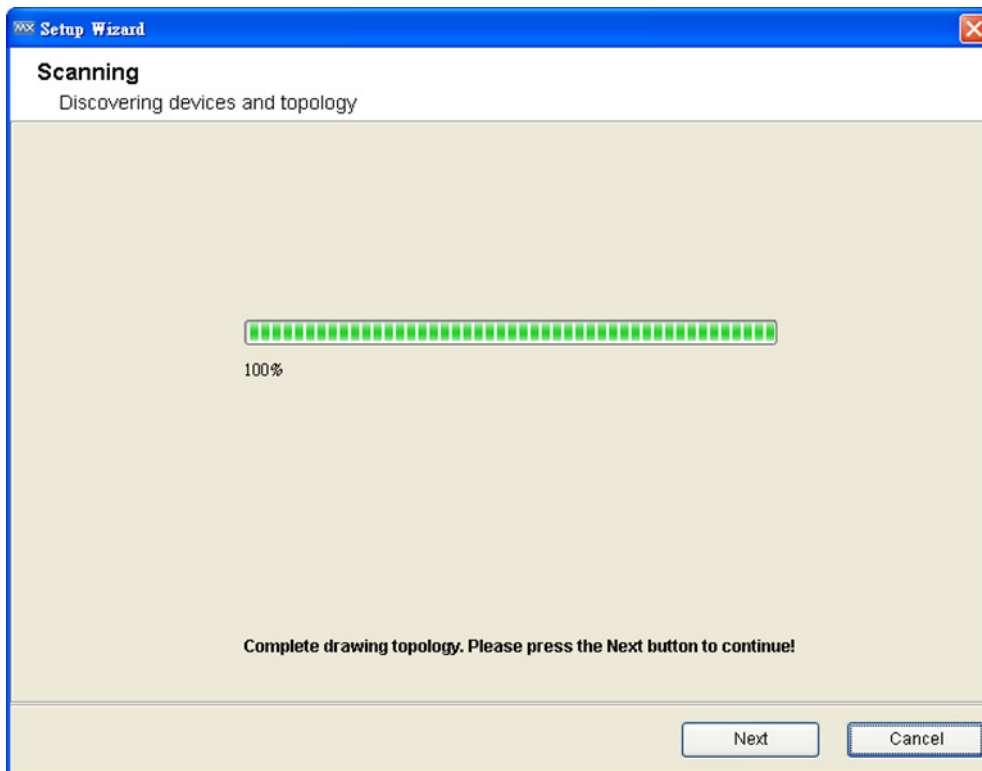 MX Setup Wizard
Scanning
Discovering devices and topology
100%
Complete drawing topology. Please press the Next button to continue!
Next Cancel